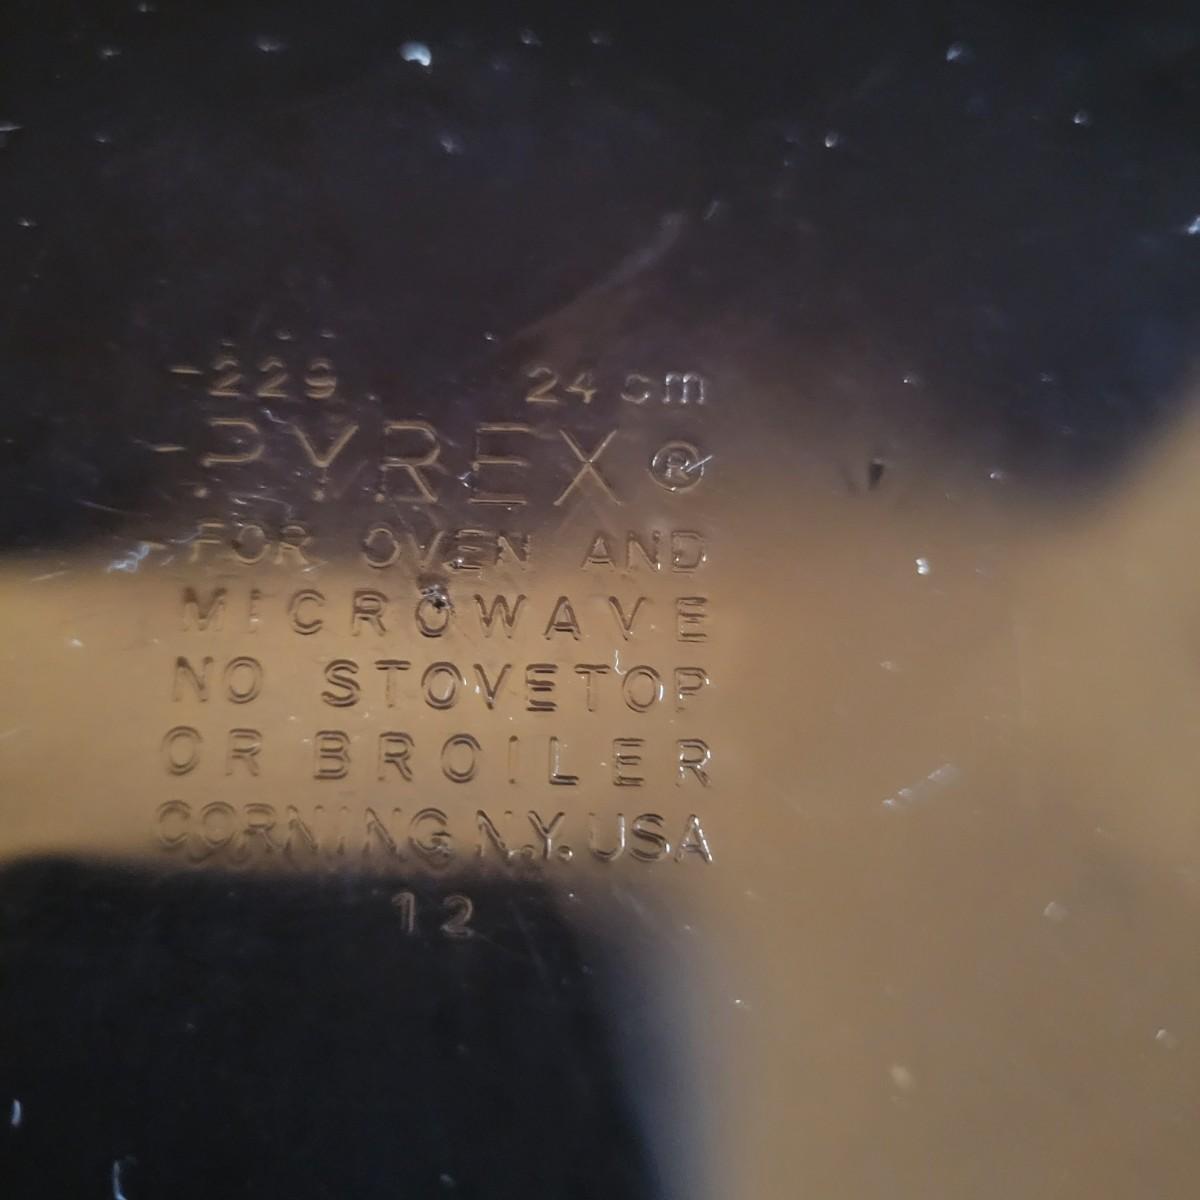 -229 24 cm
-PYREX ®
FOR OVEN AND
MICROWAVE
NO STOVETOP
OR BROILER
CORNING N.Y. USA
12